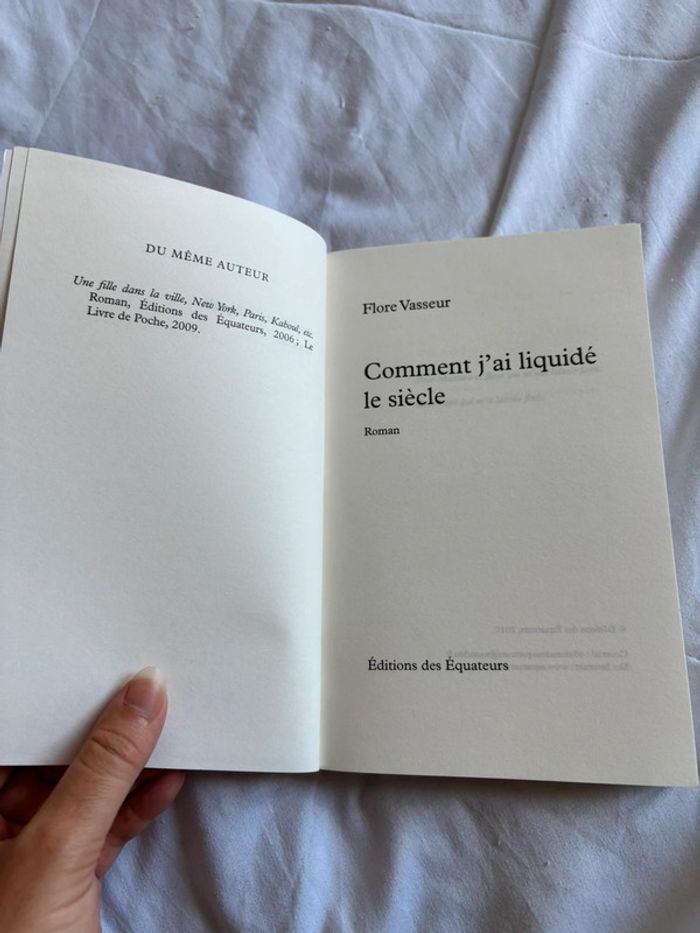 DU MÊME AUTEUR
Une fille dans la ville, New York, Paris, Kaboul, etc.
Roman, Éditions des Équateurs, 2006 ; Le
Livre de Poche, 2009.
Flore Vasseur
Comment j'ai liquidé
le siècle
Roman
Éditions des Équateurs